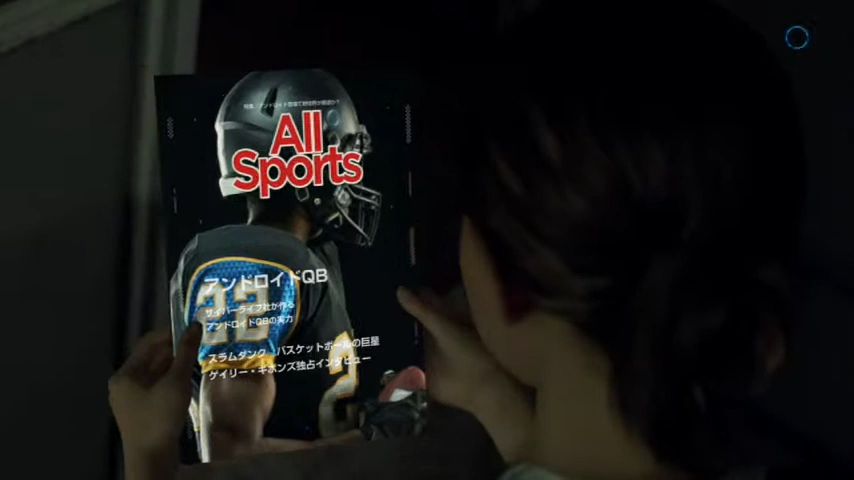 All
Sports
アンドロイドQB
サイバーライフ社が作る
アンドロイドQBの実力
スラムダンク バスケットボールの巨星
ゲイリー・キホンズ独占インタビュー